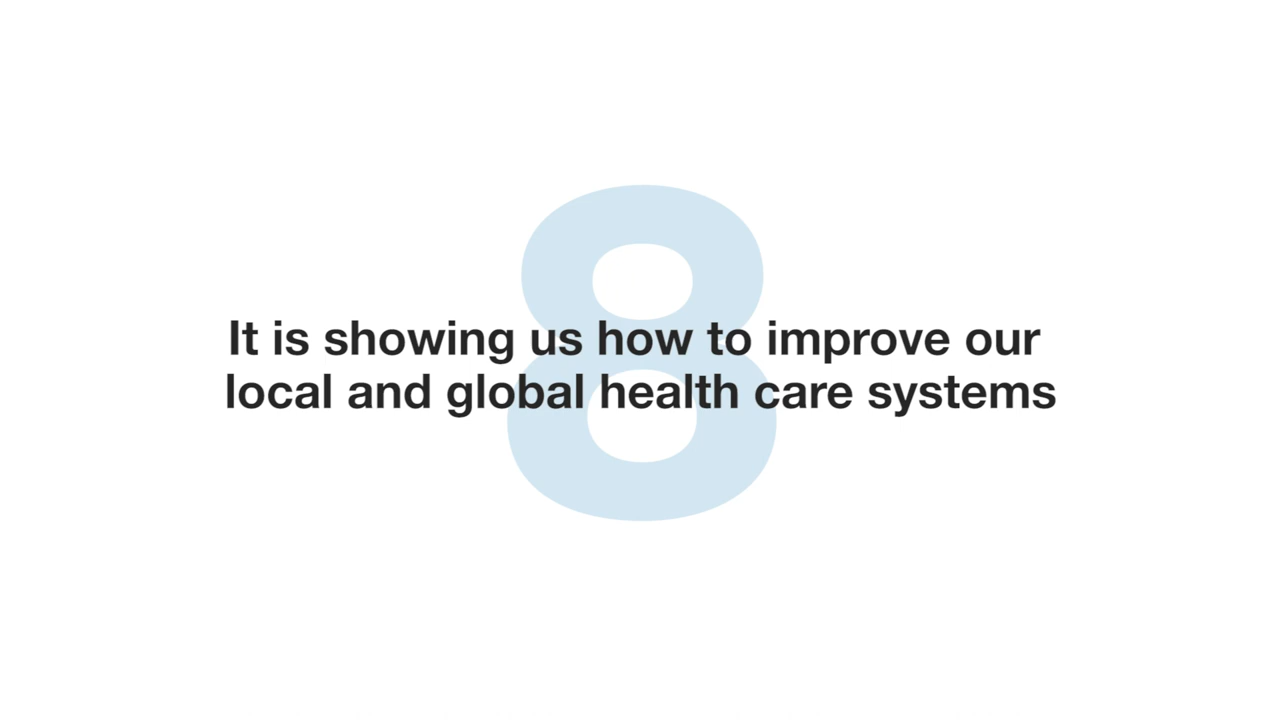 8
It is showing us how to improve our
local and global health care systems